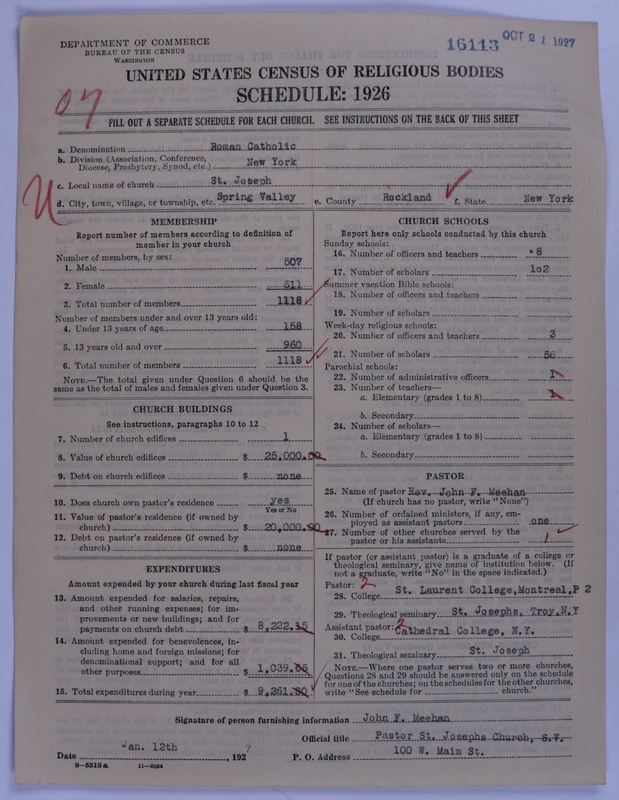 DEPARTMENT OF COMMERCE
BUREAU OF THE CENSUS
WASHINGTON
16113 OCT 21 1927
UNITED STATES CENSUS OF RELIGIOUS BODIES
SCHEDULE: 1926
FILL OUT A SEPARATE SCHEDULE FOR EACH CHURCH. SEE INSTRUCTIONS ON THE BACK OF THIS SHEET
a. Denomination Roman Catholic
b. Division (Association, Conference,
Diocese, Presbytery, Synod, etc.) New York
c. Local name of church St. Joseph
d. City, town, village, or township, etc. Spring Valley e. County Rockland f. State New York
MEMBERSHIP
Report number of members according to definition of
member in your church
Number of members, by sex:
1. Male 507
2. Female 611
3. Total number of members 1118
Number of members under and over 13 years old:
4. Under 13 years of age 158
5. 13 years old and over 960
6. Total number of members 1118
NOTE.—The total given under Question 6 should be
same as the total of males and females given under Question 3.
CHURCH BUILDINGS
See instructions, paragraphs 10 to 12
7. Number of church edifices 1
8. Value of church edifices $ 25,000.00
9. Debt on church edifices $ none
10. Does church own pastor's residence yes
Yes or No
11. Value of pastor's residence (if owned by
church) $ 20,000.00
12. Debt on pastor's residence (if owned by
church) $ none
EXPENDITURES
Amount expended by your church during last fiscal year
13. Amount expended for salaries, repairs,
and other running expenses; for im-
provements or new buildings; and for
payments on church debt $ 8,222.15
14. Amount expended for benevolences, in-
cluding home and foreign missions; for
denominational support; and for all
other purposes $ 1,039.65
15. Total expenditures during year $ 9,261.80
CHURCH SCHOOLS
Report here only schools conducted by this church
Sunday schools:
16. Number of officers and teachers 8
17. Number of scholars 1o2
Summer vacation Bible schools:
18. Number of officers and teachers
19. Number of scholars
Week-day religious schools:
20. Number of officers and teachers 3
21. Number of scholars 56
Parochial schools:
22. Number of administrative officers 1
23. Number of teachers—
a. Elementary (grades 1 to 8) 1
b. Secondary
24. Number of scholars—
a. Elementary (grades 1 to 8)
b. Secondary
PASTOR
25. Name of pastor Rev. John F. Meehan
(If church has no pastor, write "None")
26. Number of ordained ministers, if any, em-
ployed as assistant pastors one
27. Number of other churches served by the
pastor or his assistants 1
If pastor (or assistant pastor) is a graduate of a college or
theological seminary, give name of institution below. (If
not a graduate, write "No" in the space indicated.)
Pastor: 2
28. College St. Laurent College,Montreal,P 2
29. Theological seminary St. Josephs, Troy,N.Y
Assistant pastor: 2
30. College Cathedral College, N.Y.
31. Theological seminary St. Joseph
NOTE.—Where one pastor serves two or more churches,
Questions 28 and 29 should be answered only on the schedule
for one of the churches; on the schedules for the other churches,
write "See schedule for church."
Signature of person furnishing information John F. Meehan
Official title Pastor St. Josephs Church, S.V.
Date Jan. 12th, 1927 P. O. Address 100 W. Main St.
8—5519a 11—9034